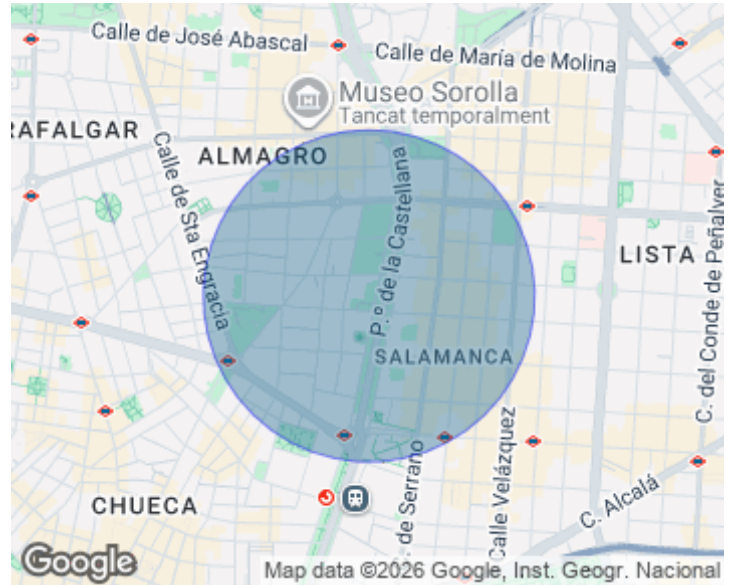 Calle de José Abascal
Calle de María de Molina
Museo Sorolla
Tancat temporalment
RAFALGAR
ALMAGRO
Calle de Sta Engracia
P.º de la Castellana
LISTA
C. del Conde de Peñalver
SALAMANCA
de Serrano
Calle Velázquez
C. Alcalá
CHUECA
Google
Map data ©2026 Google, Inst. Geogr. Nacional